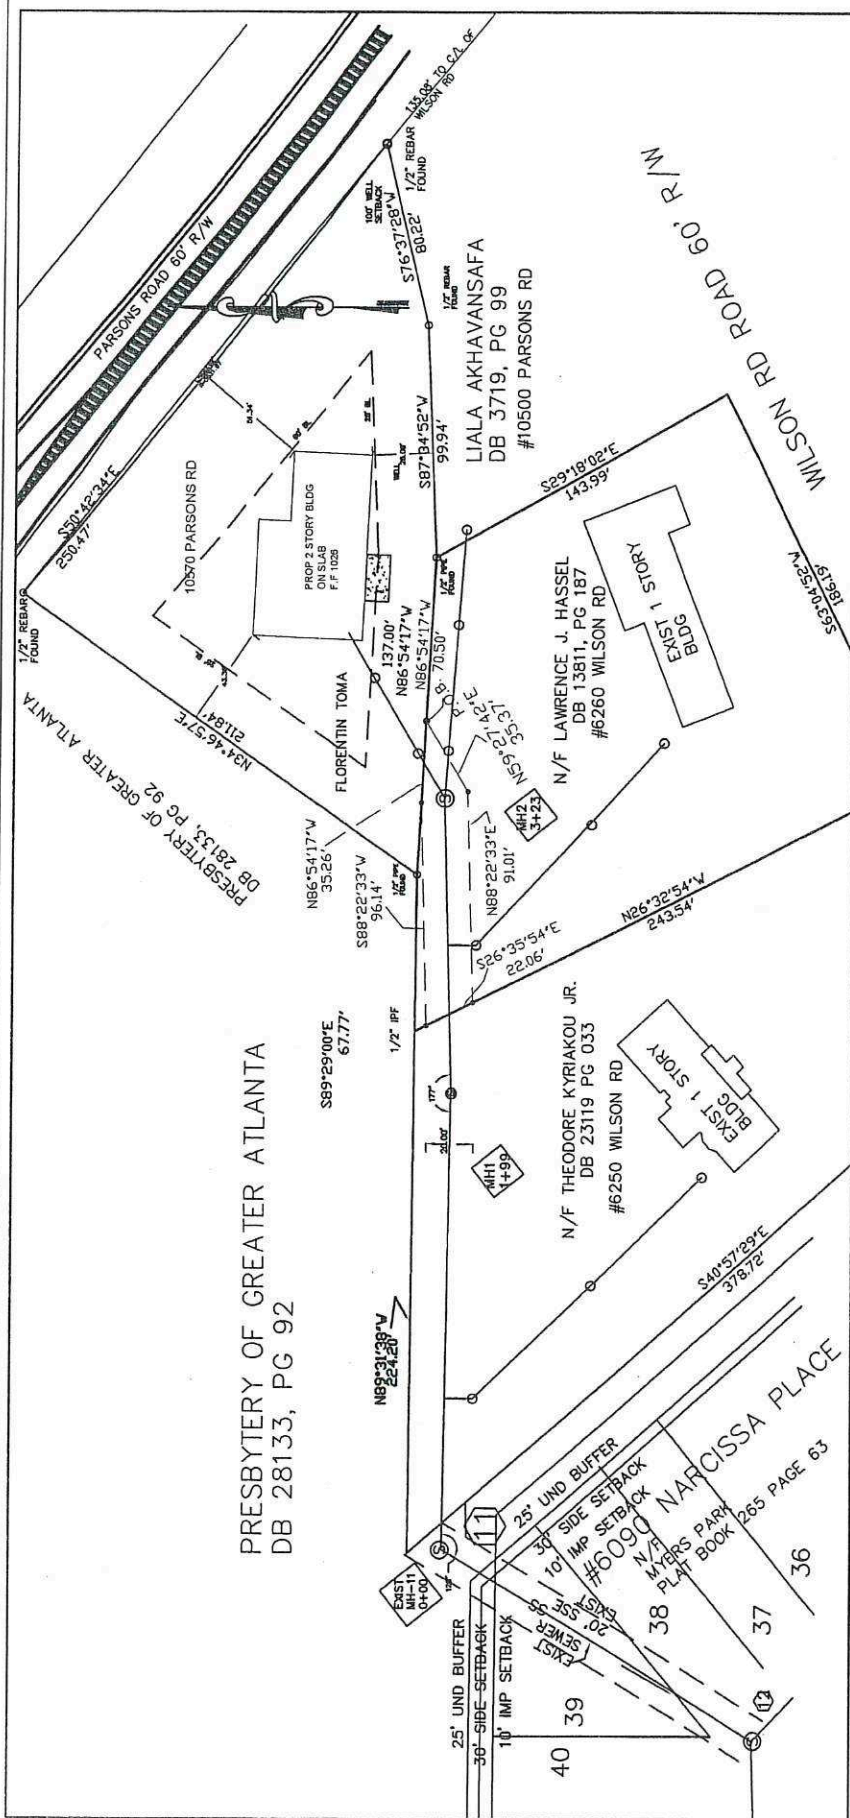 PARSONS ROAD 60' R/W
135.08' TO C/L OF
WILSON RD
1/2" REBAR
FOUND
S50°42'34"E
250.47'
10570 PARSONS RD
1/2" REBAR
FOUND
100' WELL
SETBACK
S76°37'28"W
80.22'
1/2" REBAR
FOUND
PROP 2 STORY BLDG
ON SLAB
F.F 1026
WELL
S87°34'52"W
99.94'
LIALA AKHAVANSAFA
DB 3719, PG 99
#10500 PARSONS RD
WILSON RD ROAD 60' R/W
PRESBYTERY OF GREATER ATLANTA
DB 28133, PG 92
N34°46'57"E
211.84'
FLORENTIN TOMA
137.00'
N86°54'17"W
N86°54'17"W
70.50'
P.O.B.
1/2" PIPE
FOUND
S29°18'02"E
143.99'
EXIST 1 STORY
BLDG
S63°04'52"W
186.19'
N/F LAWRENCE J. HASSEL
DB 13811, PG 187
#6260 WILSON RD
N59°27'42"E
35.37'
MH2
3+23
N86°54'17"W
35.26'
S88°22'33"W
96.14'
1/2" PIPE
FOUND
N88°22'33"E
91.01'
S26°35'54"E
22.06'
N26°32'54"W
243.54'
S89°29'00"E
67.77'
1/2" IPF
177°
20.00'
MH1
1+99
N/F THEODORE KYRIAKOU JR.
DB 23119 PG 033
#6250 WILSON RD
EXIST 1 STORY
BLDG
PRESBYTERY OF GREATER ATLANTA
DB 28133, PG 92
N89°31'38"W
224.20'
S40°57'29"E
378.72'
EXIST
MH-11
0+00
S
11
25' UND BUFFER
30' SIDE SETBACK
10' IMP SETBACK
#6090 NARCISSA PLACE
N/F
MYERS PARK
PLAT BOOK 265 PAGE 63
25' UND BUFFER
30' SIDE SETBACK
10' IMP SETBACK
EXIST
20' SSE
EXIST SS
SEWER
36
37
38
39
40
12
S